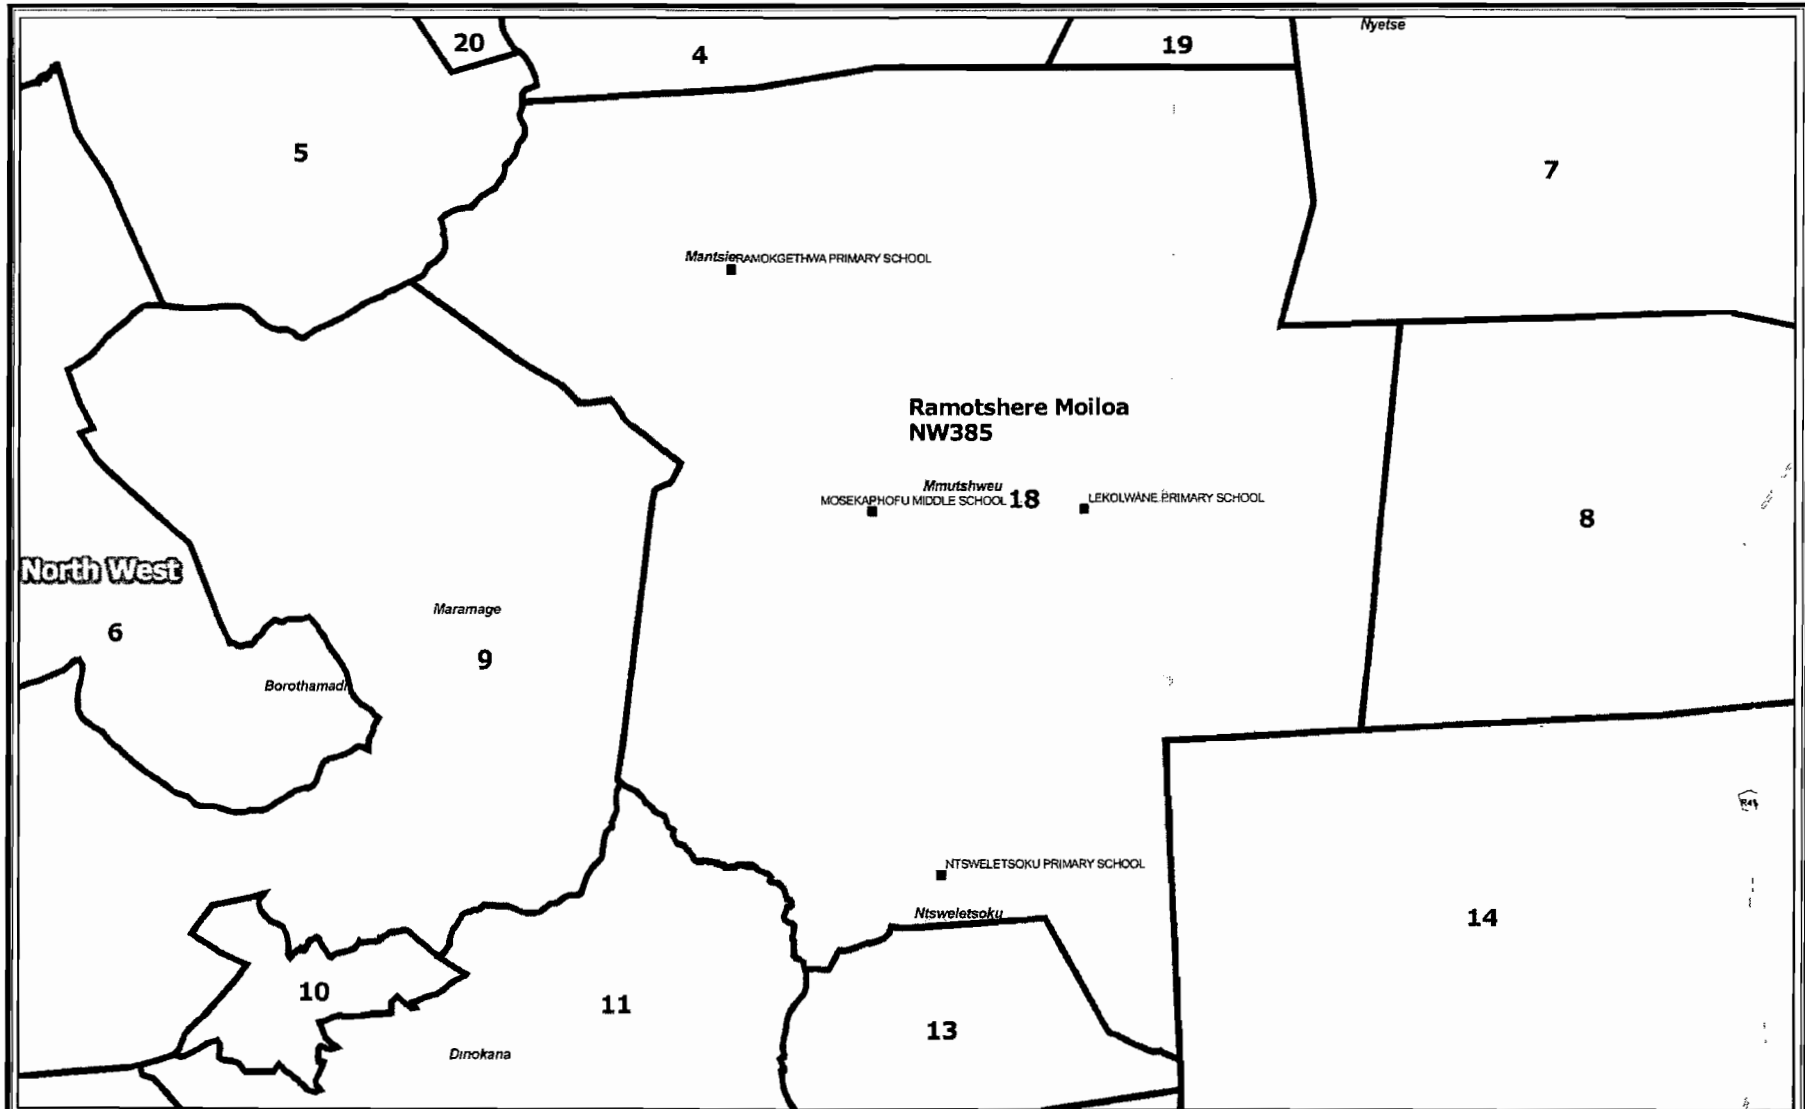 Nyetse
20
4
19
5
7
Mantsie
RAMOKGETHWA PRIMARY SCHOOL
Ramotshere Moiloa
NW385
Mmutshweu
MOSEKAPHOFU MIDDLE SCHOOL
18
LEKOLWANE PRIMARY SCHOOL
8
North West
Maramage
6
9
Borothamadi
NTSWELETSOKU PRIMARY SCHOOL
Ntsweletsoku
14
10
11
13
Dinokana